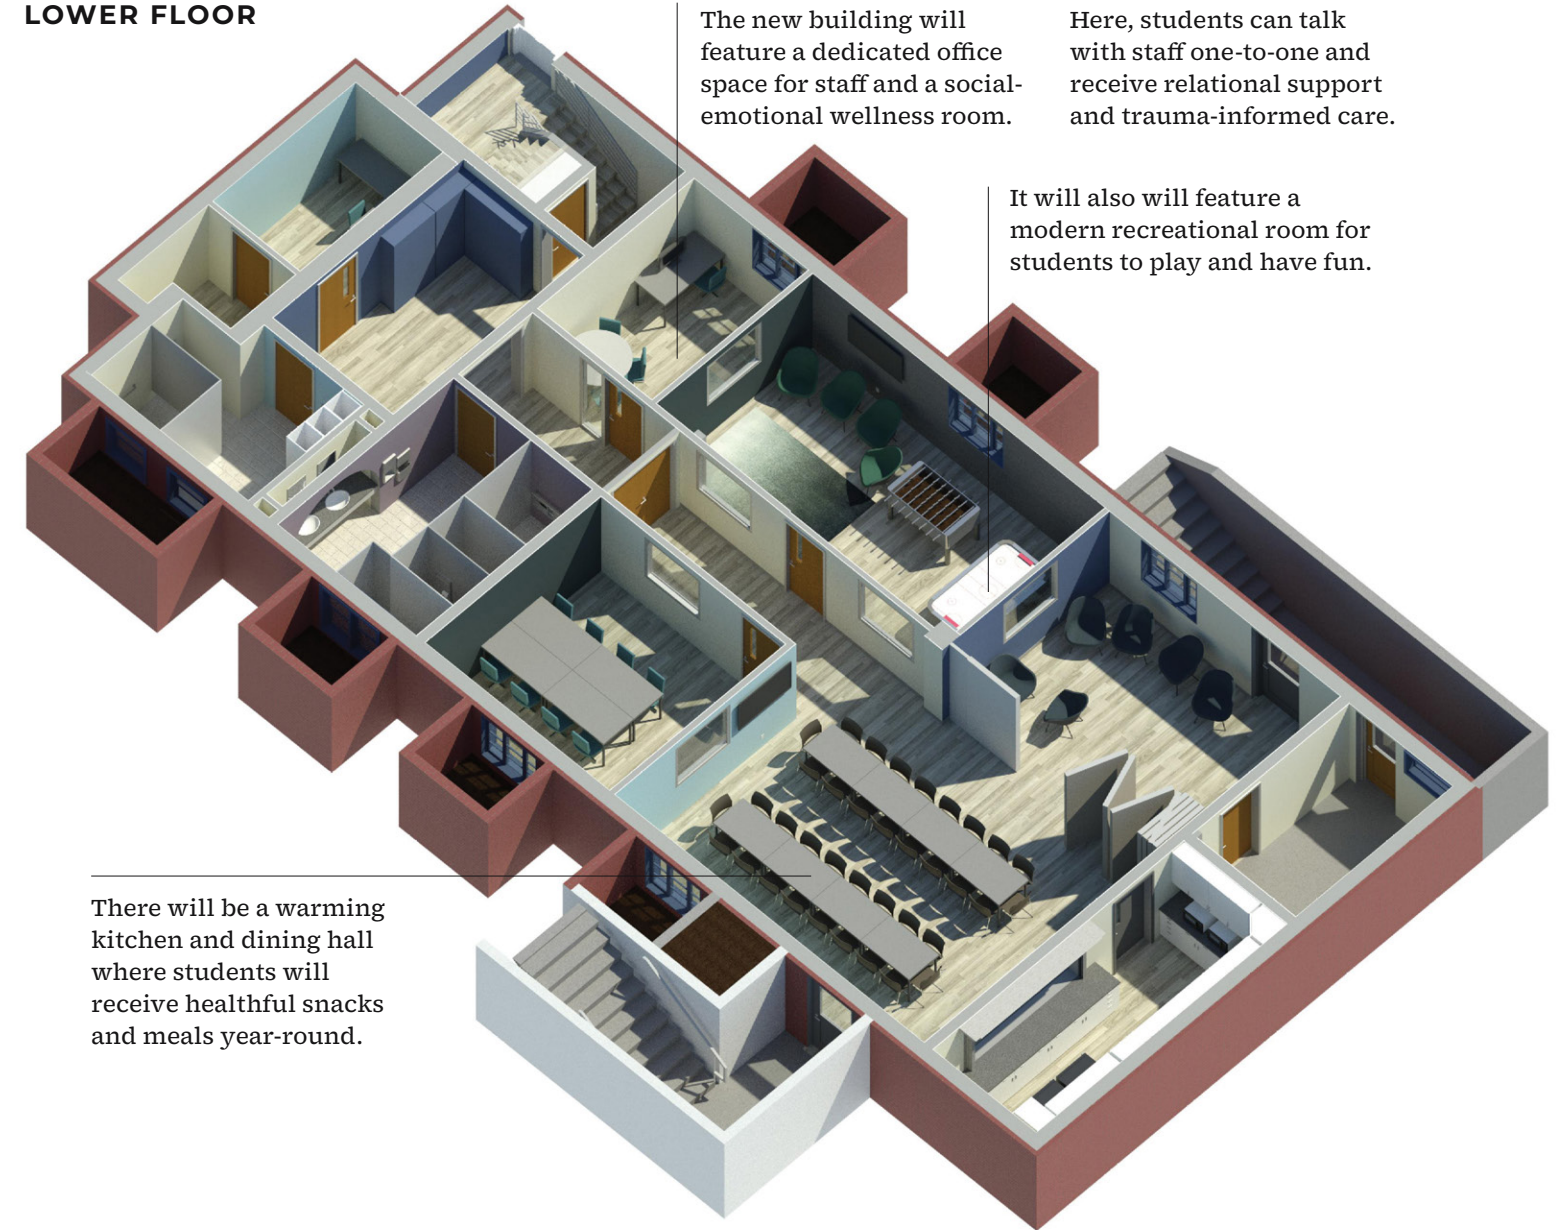 LOWER FLOOR
The new building will
feature a dedicated office
space for staff and a social-
emotional wellness room.
Here, students can talk
with staff one-to-one and
receive relational support
and trauma-informed care.
It will also will feature a
modern recreational room for
students to play and have fun.
There will be a warming
kitchen and dining hall
where students will
receive healthful snacks
and meals year-round.